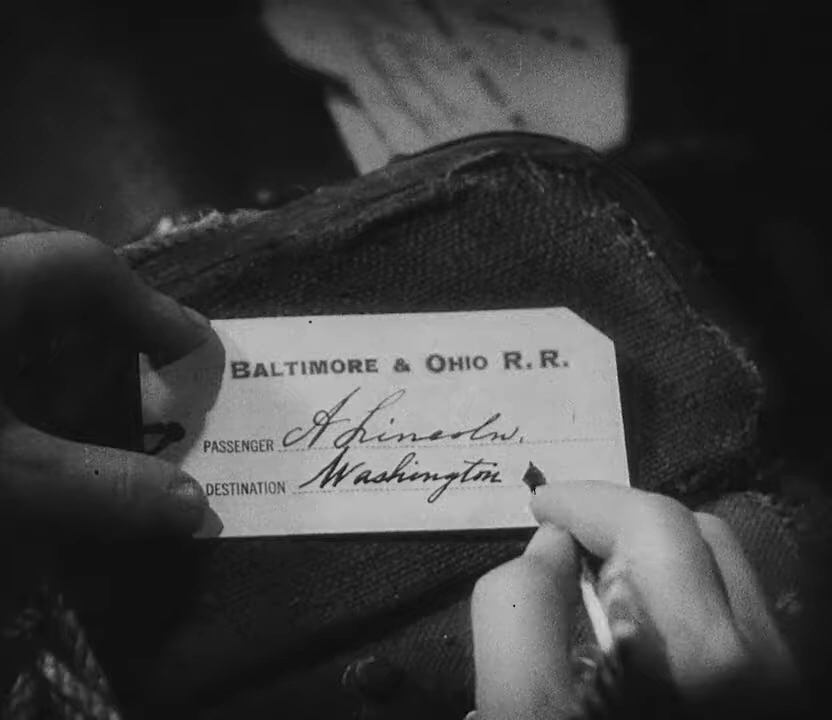 BALTIMORE & OHIO R. R.
PASSENGER A Lincoln.
DESTINATION Washington